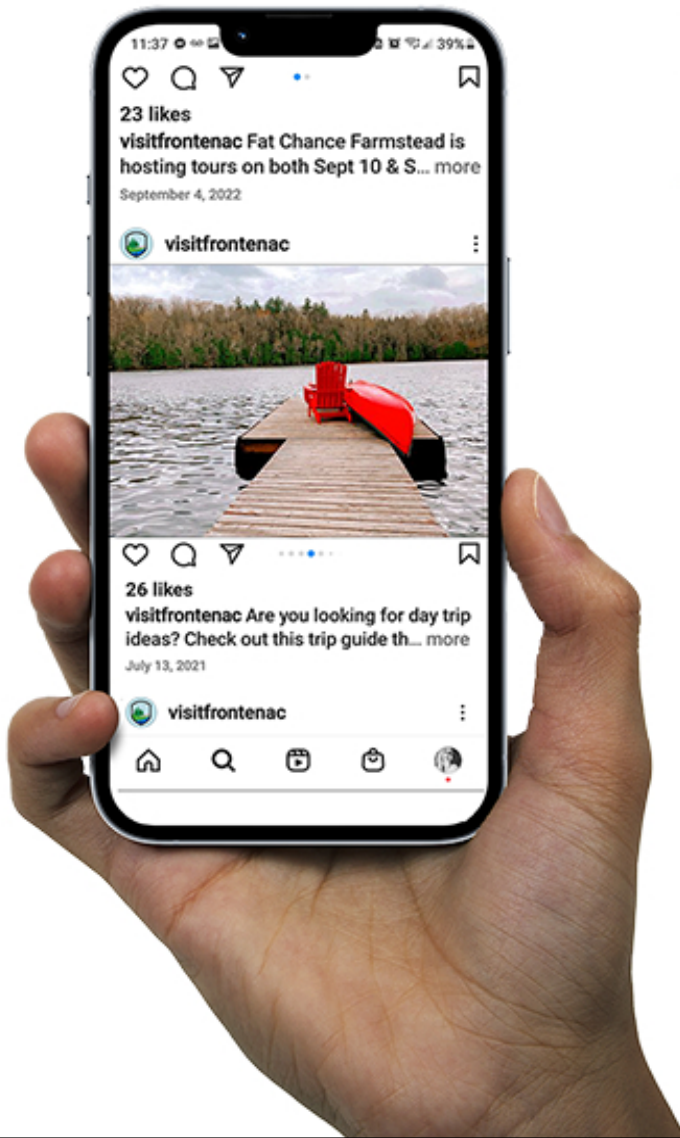 11:37 39%
23 likes
visitfrontenac Fat Chance Farmstead is
hosting tours on both Sept 10 & S... more
September 4, 2022
visitfrontenac
26 likes
visitfrontenac Are you looking for day trip
ideas? Check out this trip guide th... more
July 13, 2021
visitfrontenac